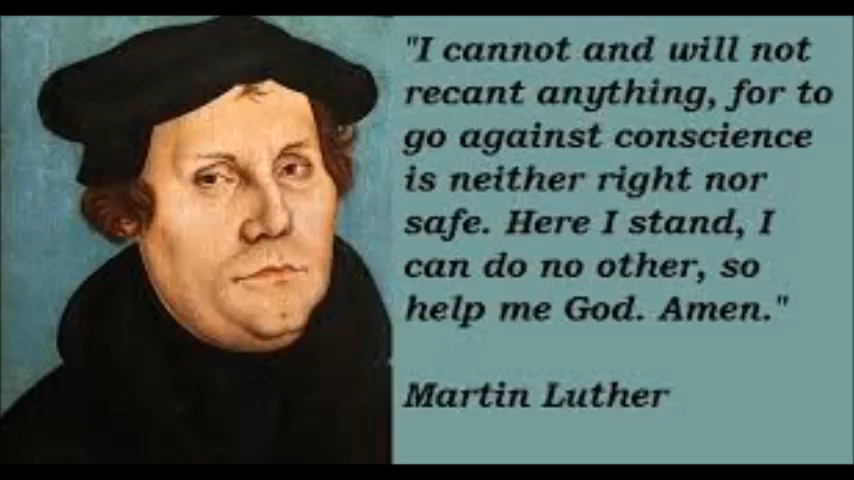 "I cannot and will not
recant anything, for to
go against conscience
is neither right nor
safe. Here I stand, I
can do no other, so
help me God. Amen."
Martin Luther